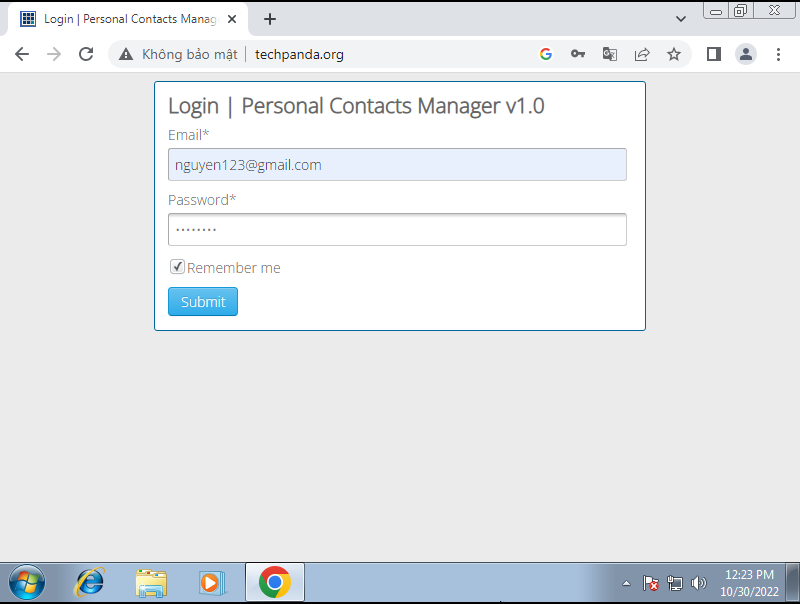 Login | Personal Contacts Manag
Không bảo mật | techpanda.org
Login | Personal Contacts Manager v1.0
Email*
nguyen123@gmail.com
Password*
••••••••
Remember me
Submit
12:23 PM
10/30/2022